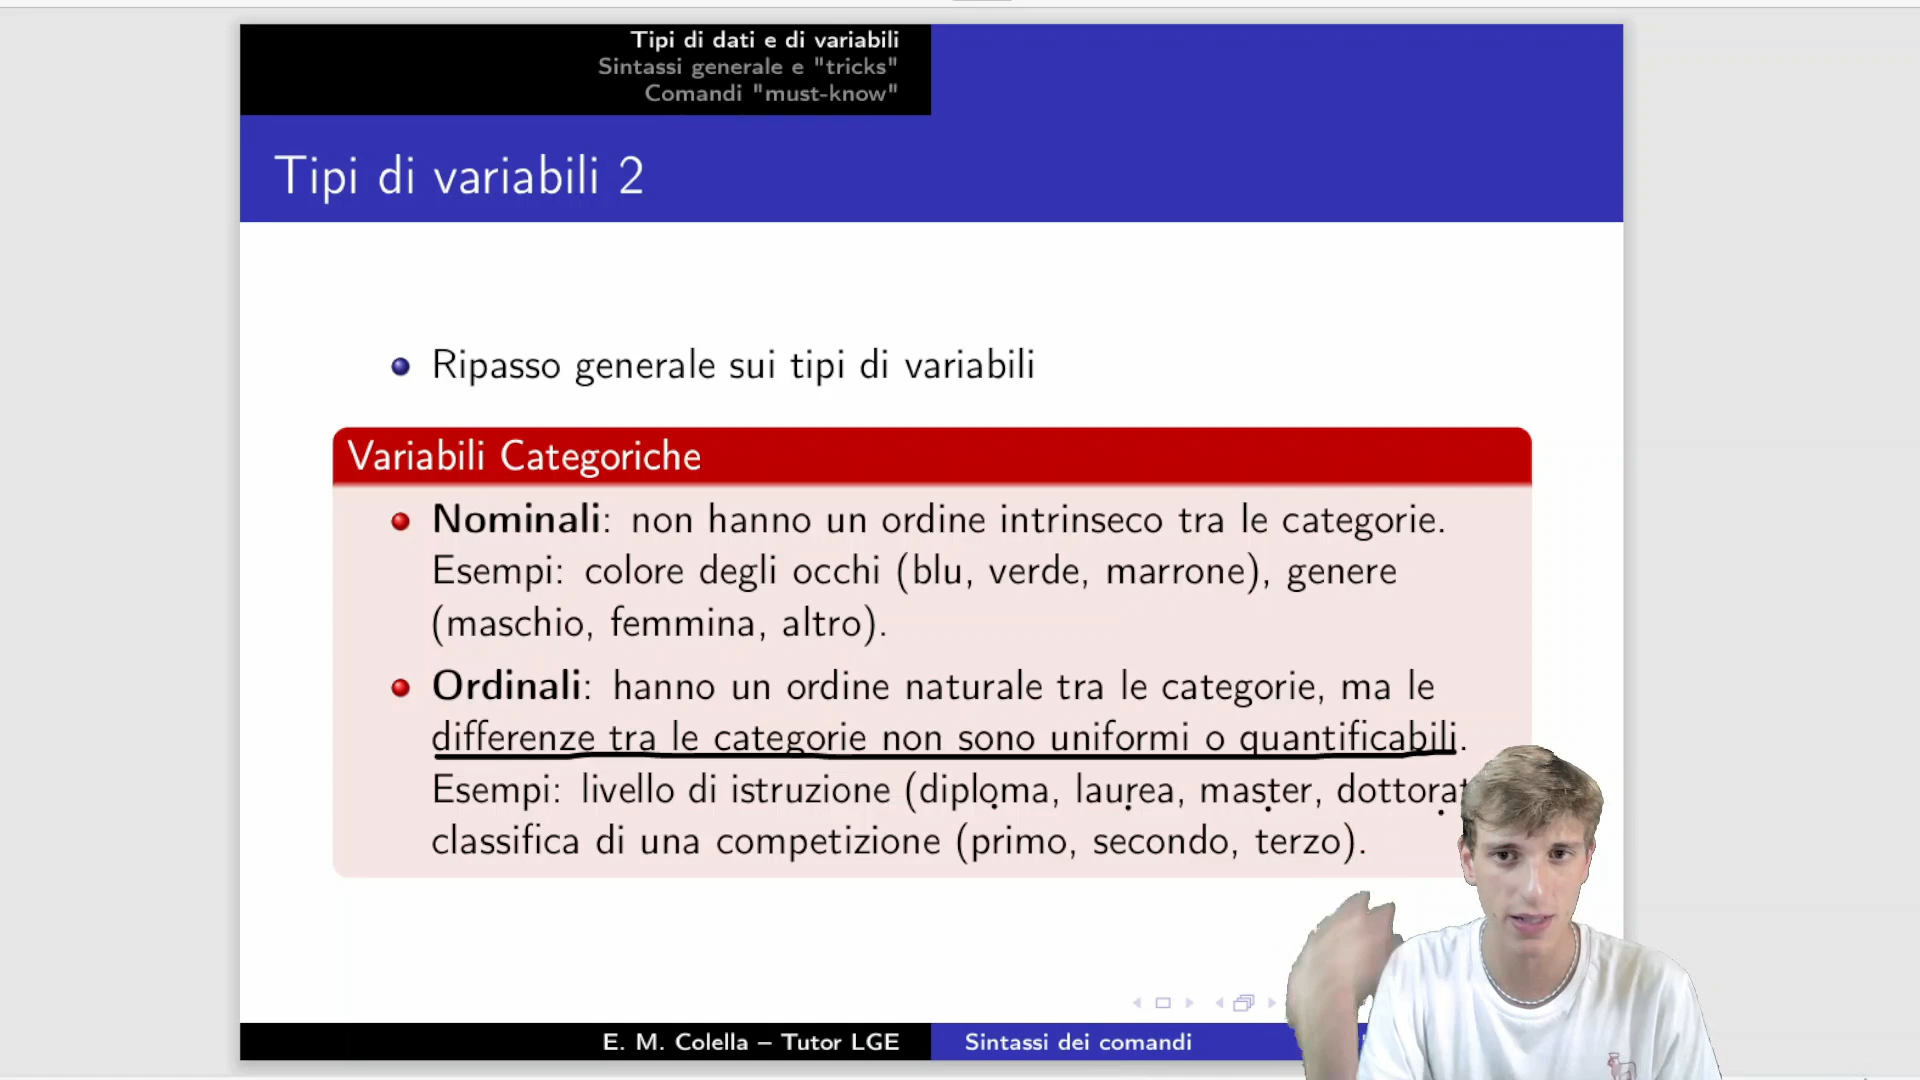 Tipi di dati e di variabili
Sintassi generale e "tricks"
Comandi "must-know"
Tipi di variabili 2
Ripasso generale sui tipi di variabili
Variabili Categoriche
Nominali: non hanno un ordine intrinseco tra le categorie.
Esempi: colore degli occhi (blu, verde, marrone), genere
(maschio, femmina, altro).
Ordinali: hanno un ordine naturale tra le categorie, ma le
differenze tra le categorie non sono uniformi o quantificabili.
Esempi: livello di istruzione (diploma, laurea, master,
classifica di una competizione (primo, secondo, terzo).
E. M. Colella – Tutor LGE
Sintassi dei comandi